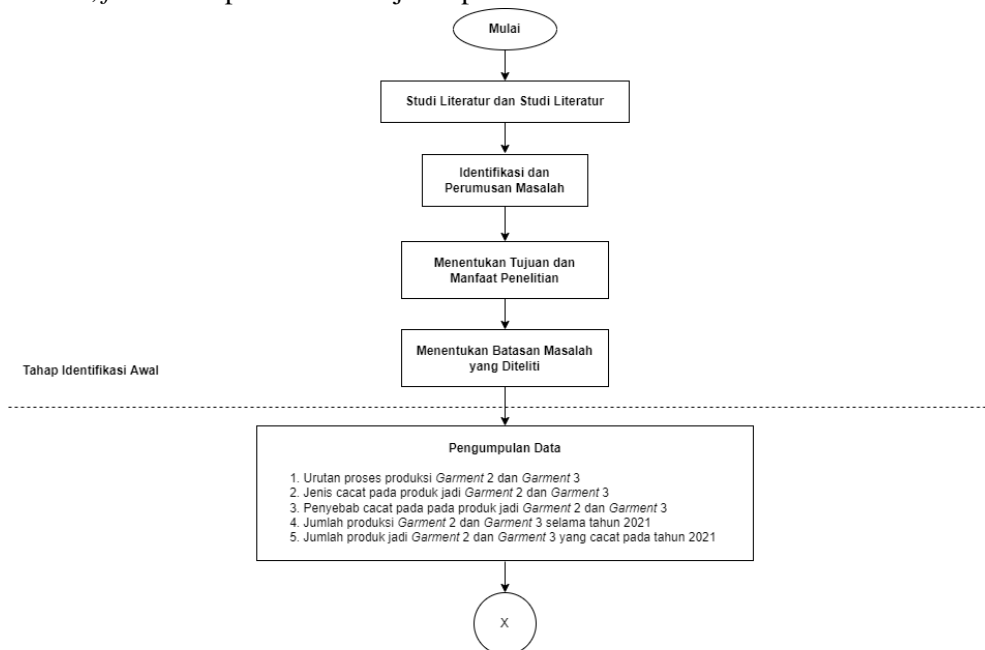 Mulai
Studi Literatur dan Studi Literatur
Identifikasi dan
Perumusan Masalah
Menentukan Tujuan dan
Manfaat Penelitian
Menentukan Batasan Masalah
yang Diteliti
Tahap Identifikasi Awal
Pengumpulan Data
1. Urutan proses produksi Garment 2 dan Garment 3
2. Jenis cacat pada produk jadi Garment 2 dan Garment 3
3. Penyebab cacat pada pada produk jadi Garment 2 dan Garment 3
4. Jumlah produksi Garment 2 dan Garment 3 selama tahun 2021
5. Jumlah produk jadi Garment 2 dan Garment 3 yang cacat pada tahun 2021
X